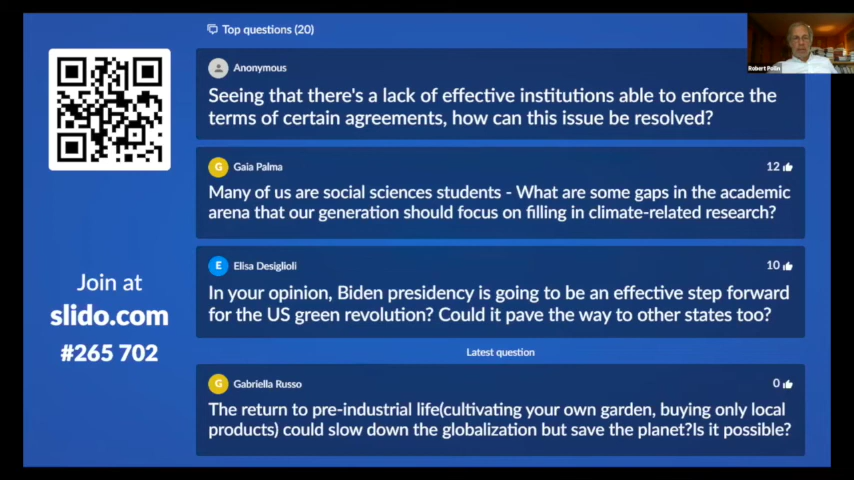 Top questions (20)
Robert Pollin
Anonymous
Seeing that there's a lack of effective institutions able to enforce the
terms of certain agreements, how can this issue be resolved?
G Gaia Palma 12
Many of us are social sciences students - What are some gaps in the academic
arena that our generation should focus on filling in climate-related research?
E Elisa Desiglioli 10
In your opinion, Biden presidency is going to be an effective step forward
for the US green revolution? Could it pave the way to other states too?
Join at
slido.com
#265 702
Latest question
G Gabriella Russo 0
The return to pre-industrial life(cultivating your own garden, buying only local
products) could slow down the globalization but save the planet?Is it possible?